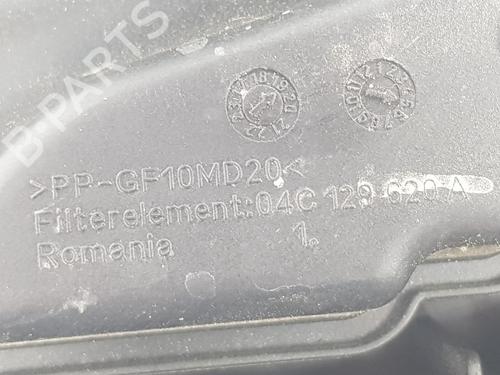 B-PARTS
>PP-GF10MD20<
Filterelement:04C 129 620 A
Romania 1.